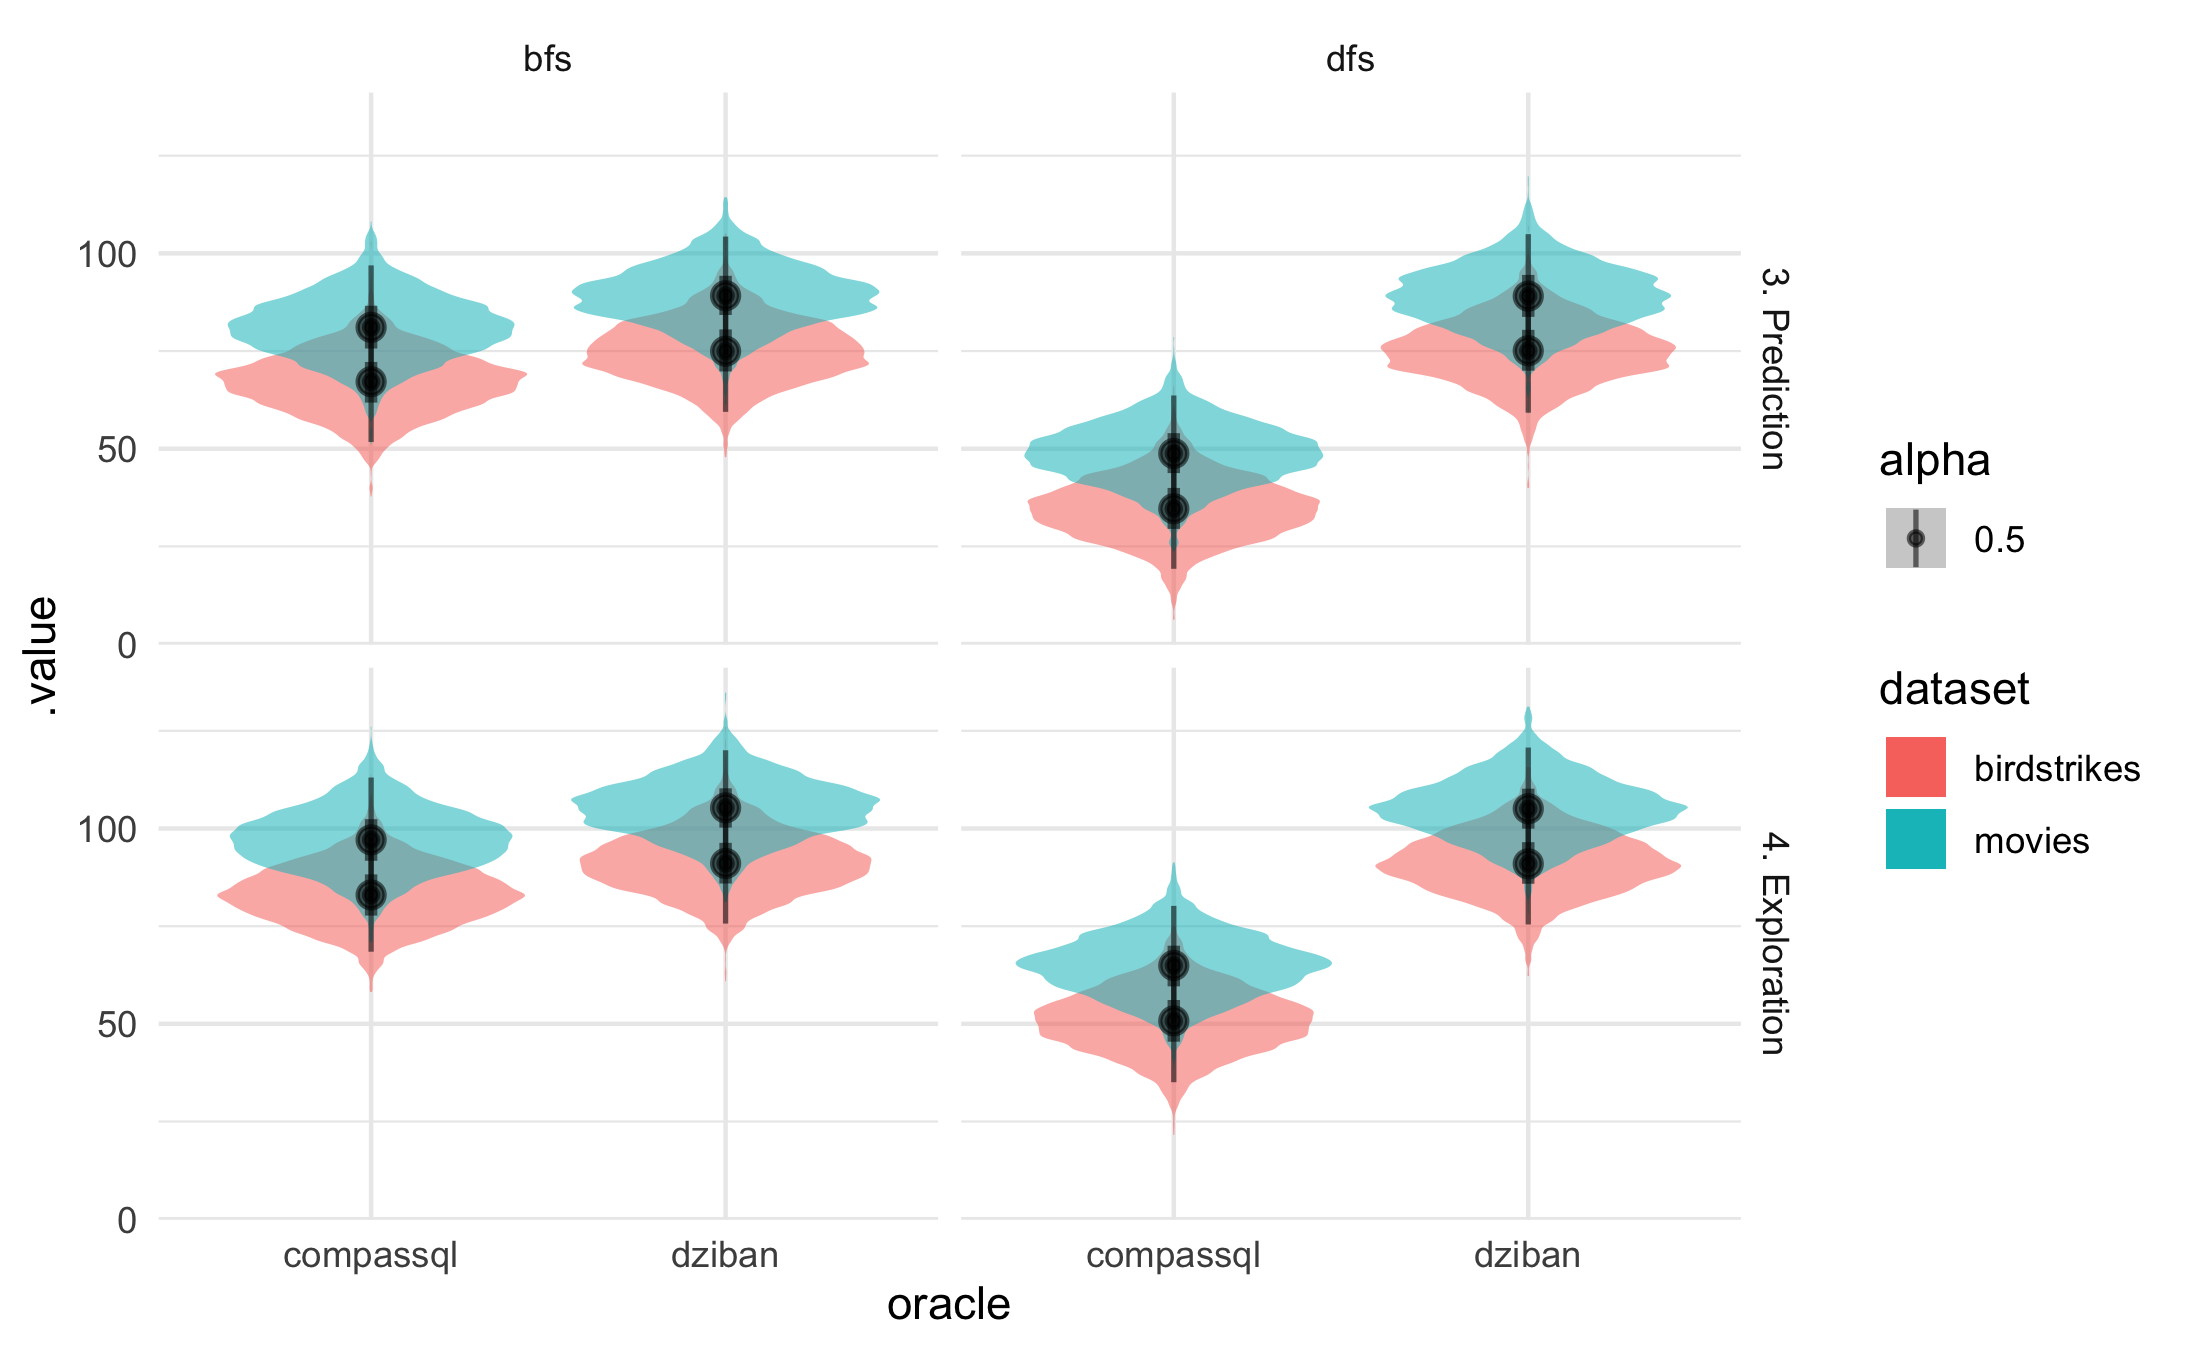 bfs
dfs
100
50
0
3. Prediction
.value
100
50
0
4. Exploration
compassql
dziban
compassql
dziban
oracle
alpha
0.5
dataset
birdstrikes
movies